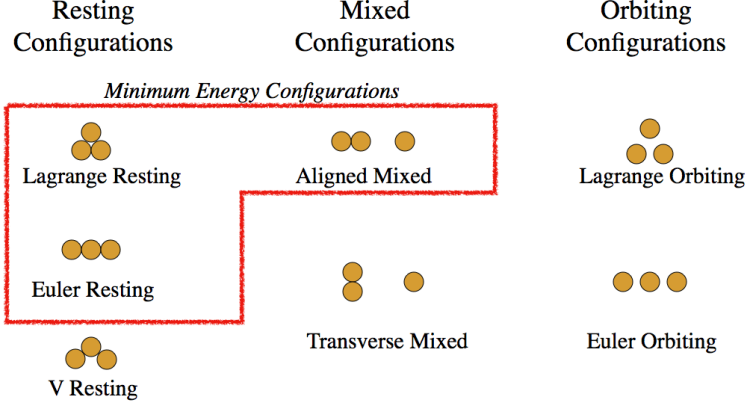 Resting
Configurations
Mixed
Configurations
Orbiting
Configurations
Minimum Energy Configurations
Lagrange Resting
Aligned Mixed
Lagrange Orbiting
Euler Resting
Transverse Mixed
Euler Orbiting
V Resting